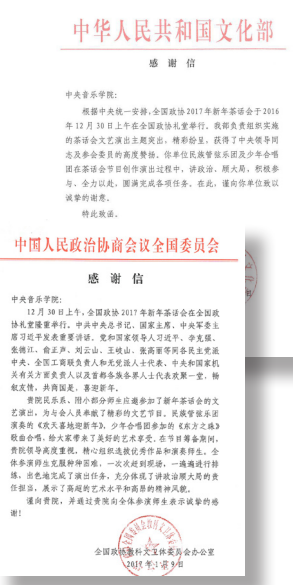 中华人民共和国文化部
感谢信
中央音乐学院:
根据中央统一安排,全国政协2017年新年茶话会于2016
年12月30日上午在全国政协礼堂举行。我部负责组织实施
的茶话会文艺演出主题突出,精彩纷呈,获得了中央领导同
志及参会委员的高度赞扬。你单位民族管弦乐团及少年合唱
团在茶话会节目创作演出过程中,讲政治、顾大局,积极参
与、全力以赴,圆满完成各项任务。在此,谨向你单位致以
诚挚的谢意。
特此致函。
中国人民政治协商会议全国委员会
感谢信
中央音乐学院:
12月30日上午,全国政协2017年新年茶话会在全国政
协礼堂隆重举行。中共中央总书记、国家主席、中央军委主
席习近平发表重要讲话。党和国家领导人习近平、李克强、
张德江、俞正声、刘云山、王岐山、张高丽等同各民主党派
中央、全国工商联负责人和无党派人士代表、中央和国家机
关有关方面负责人以及首都各族各界人士代表欢聚一堂,畅
叙友情,共商国是,喜迎新年。
贵院民乐系、附小部分师生应邀参加了新年茶话会的文
艺演出,为与会人员奉献了精彩的文艺节目。民族管弦乐团
演奏的《欢天喜地迎新年》,少年合唱团参加的《东方之珠》
歌曲合唱,给大家带来了美好的艺术享受。在节目筹备期间,
贵院领导高度重视,精心组织选拔优秀作品和演奏师生。全
体参演师生克服种种困难,一次次赶到现场,一遍遍进行排
练,出色地完成了演出任务,充分体现了讲政治顾大局的责
任担当,展示了高超的艺术水平和高昂的精神风貌。
谨向贵院,并通过贵院向全体参演师生表示诚挚的感
谢!
全国政协教科文卫体委员会办公室
2017年1月9日